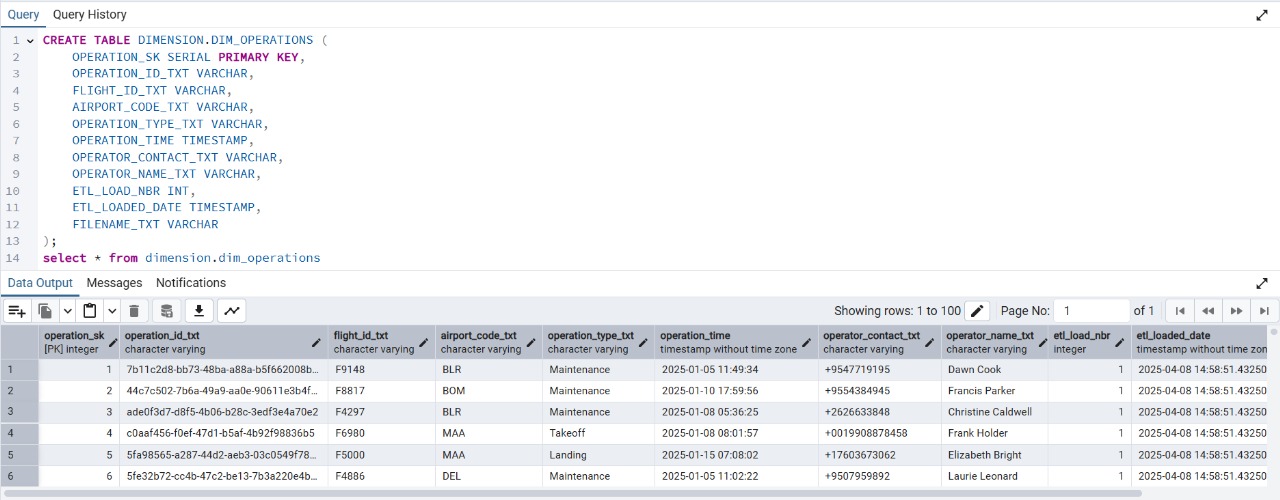 Query Query History
1 CREATE TABLE DIMENSION.DIM_OPERATIONS (
2 OPERATION_SK SERIAL PRIMARY KEY,
3 OPERATION_ID_TXT VARCHAR,
4 FLIGHT_ID_TXT VARCHAR,
5 AIRPORT_CODE_TXT VARCHAR,
6 OPERATION_TYPE_TXT VARCHAR,
7 OPERATION_TIME TIMESTAMP,
8 OPERATOR_CONTACT_TXT VARCHAR,
9 OPERATOR_NAME_TXT VARCHAR,
10 ETL_LOAD_NBR INT,
11 ETL_LOADED_DATE TIMESTAMP,
12 FILENAME_TXT VARCHAR
13 );
14 select * from dimension.dim_operations
Data Output Messages Notifications
Showing rows: 1 to 100 Page No: 1 of 1
operation_sk operation_id_txt flight_id_txt airport_code_txt operation_type_txt operation_time operator_contact_txt operator_name_txt etl_load_nbr etl_loaded_date
[PK] integer character varying character varying character varying character varying timestamp without time zone character varying character varying integer timestamp without time zon
1 1 7b11c2d8-bb73-48ba-a88a-b5f662008b... F9148 BLR Maintenance 2025-01-05 11:49:34 +9547719195 Dawn Cook 1 2025-04-08 14:58:51.43250
2 2 44c7c502-7b6a-49a9-aa0e-90611e3b4f... F8817 BOM Maintenance 2025-01-10 17:59:56 +9554384945 Francis Parker 1 2025-04-08 14:58:51.43250
3 3 ade0f3d7-d8f5-4b06-b28c-3edf3e4a70e2 F4297 BLR Maintenance 2025-01-08 05:36:25 +2626633848 Christine Caldwell 1 2025-04-08 14:58:51.43250
4 4 c0aaf456-f0ef-47d1-b5af-4b92f98836b5 F6980 MAA Takeoff 2025-01-08 08:01:57 +0019908878458 Frank Holder 1 2025-04-08 14:58:51.43250
5 5 5fa98565-a287-44d2-aeb3-03c0549f78... F5000 MAA Landing 2025-01-15 07:08:02 +17603673062 Elizabeth Bright 1 2025-04-08 14:58:51.43250
6 6 5fe32b72-cc4b-47c2-be13-7b3a220e4b... F4886 DEL Maintenance 2025-01-05 11:02:22 +9507959892 Laurie Leonard 1 2025-04-08 14:58:51.43250